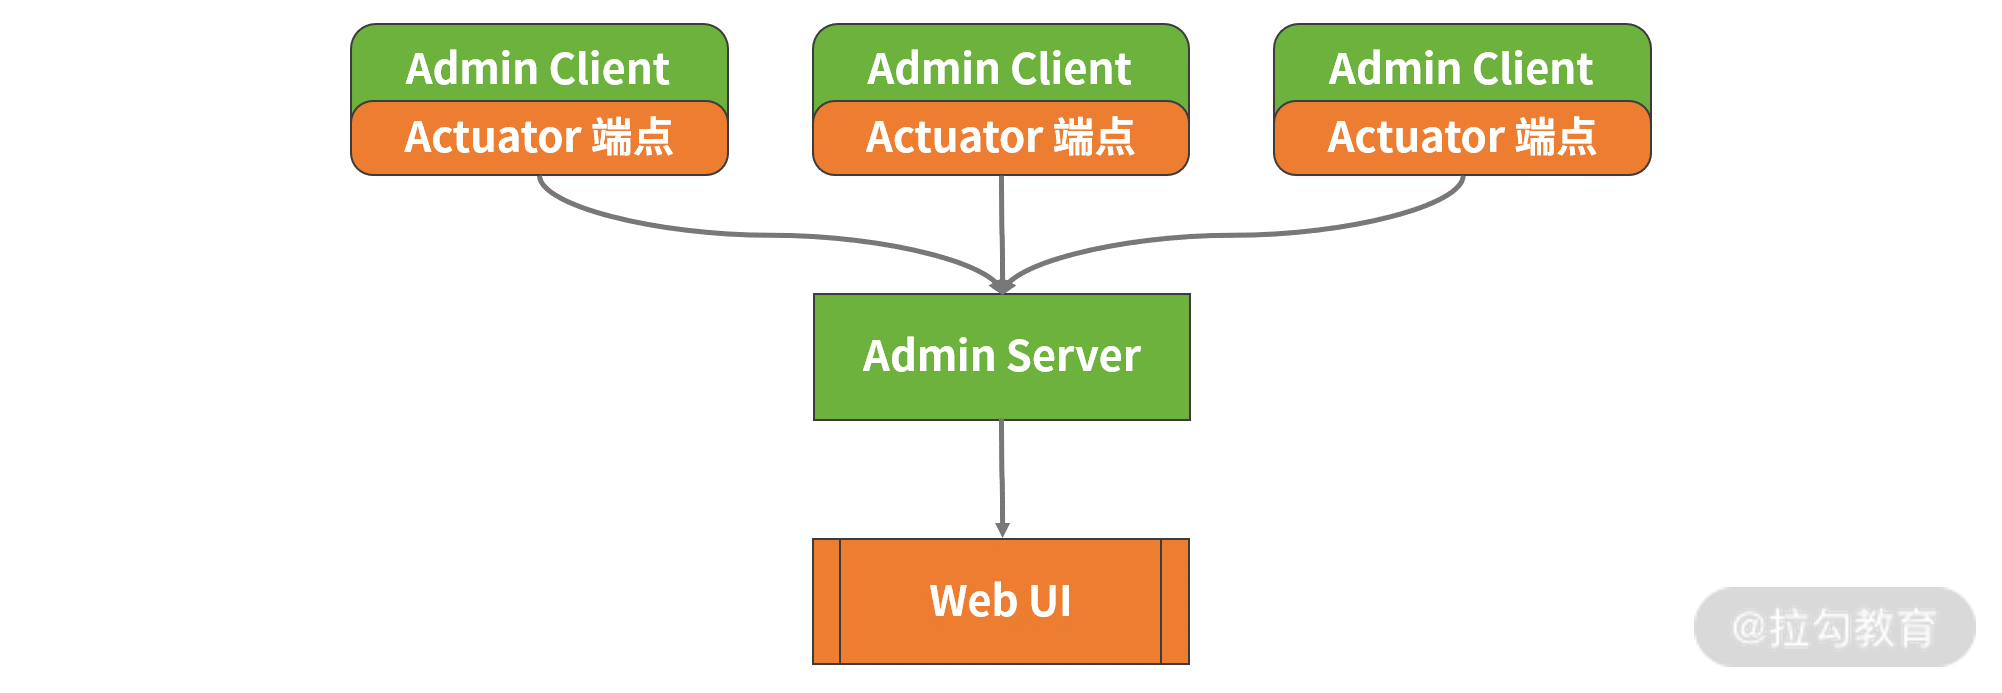 Admin Client
Actuator 端点
Admin Client
Actuator 端点
Admin Client
Actuator 端点
Admin Server
Web UI
@拉勾教育